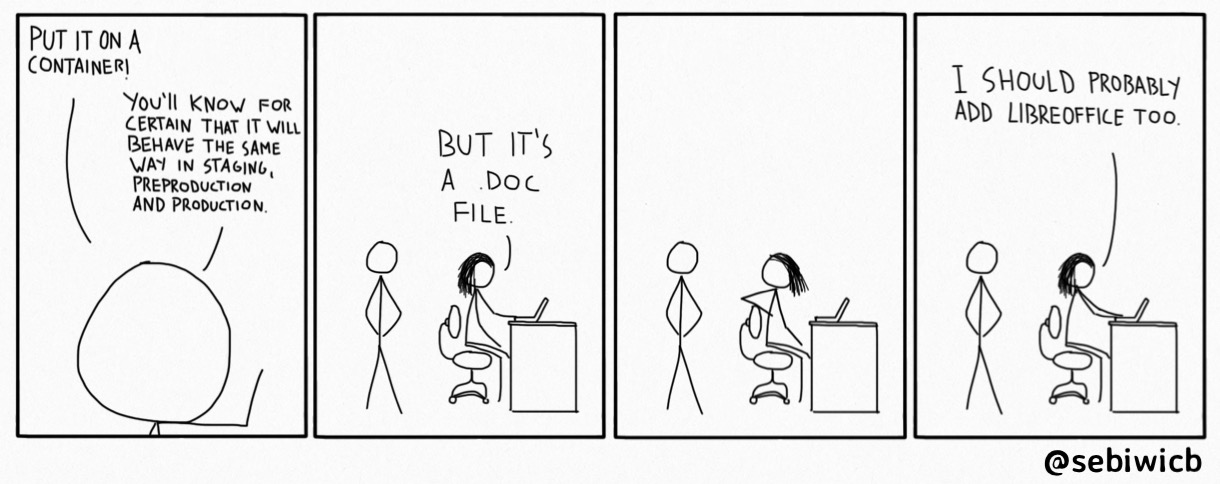 PUT IT ON A
CONTAINER!
YOU'll KNOW FOR
CERTAIN THAT IT WILL
BEHAVE THE SAME
WAY IN STAGING,
PREPRODUCTION
AND PRODUCTION.
BUT IT'S
A .DOC
FILE.
I SHOULD PROBABLY
ADD LIBREOFFICE TOO.
@sebiwicb